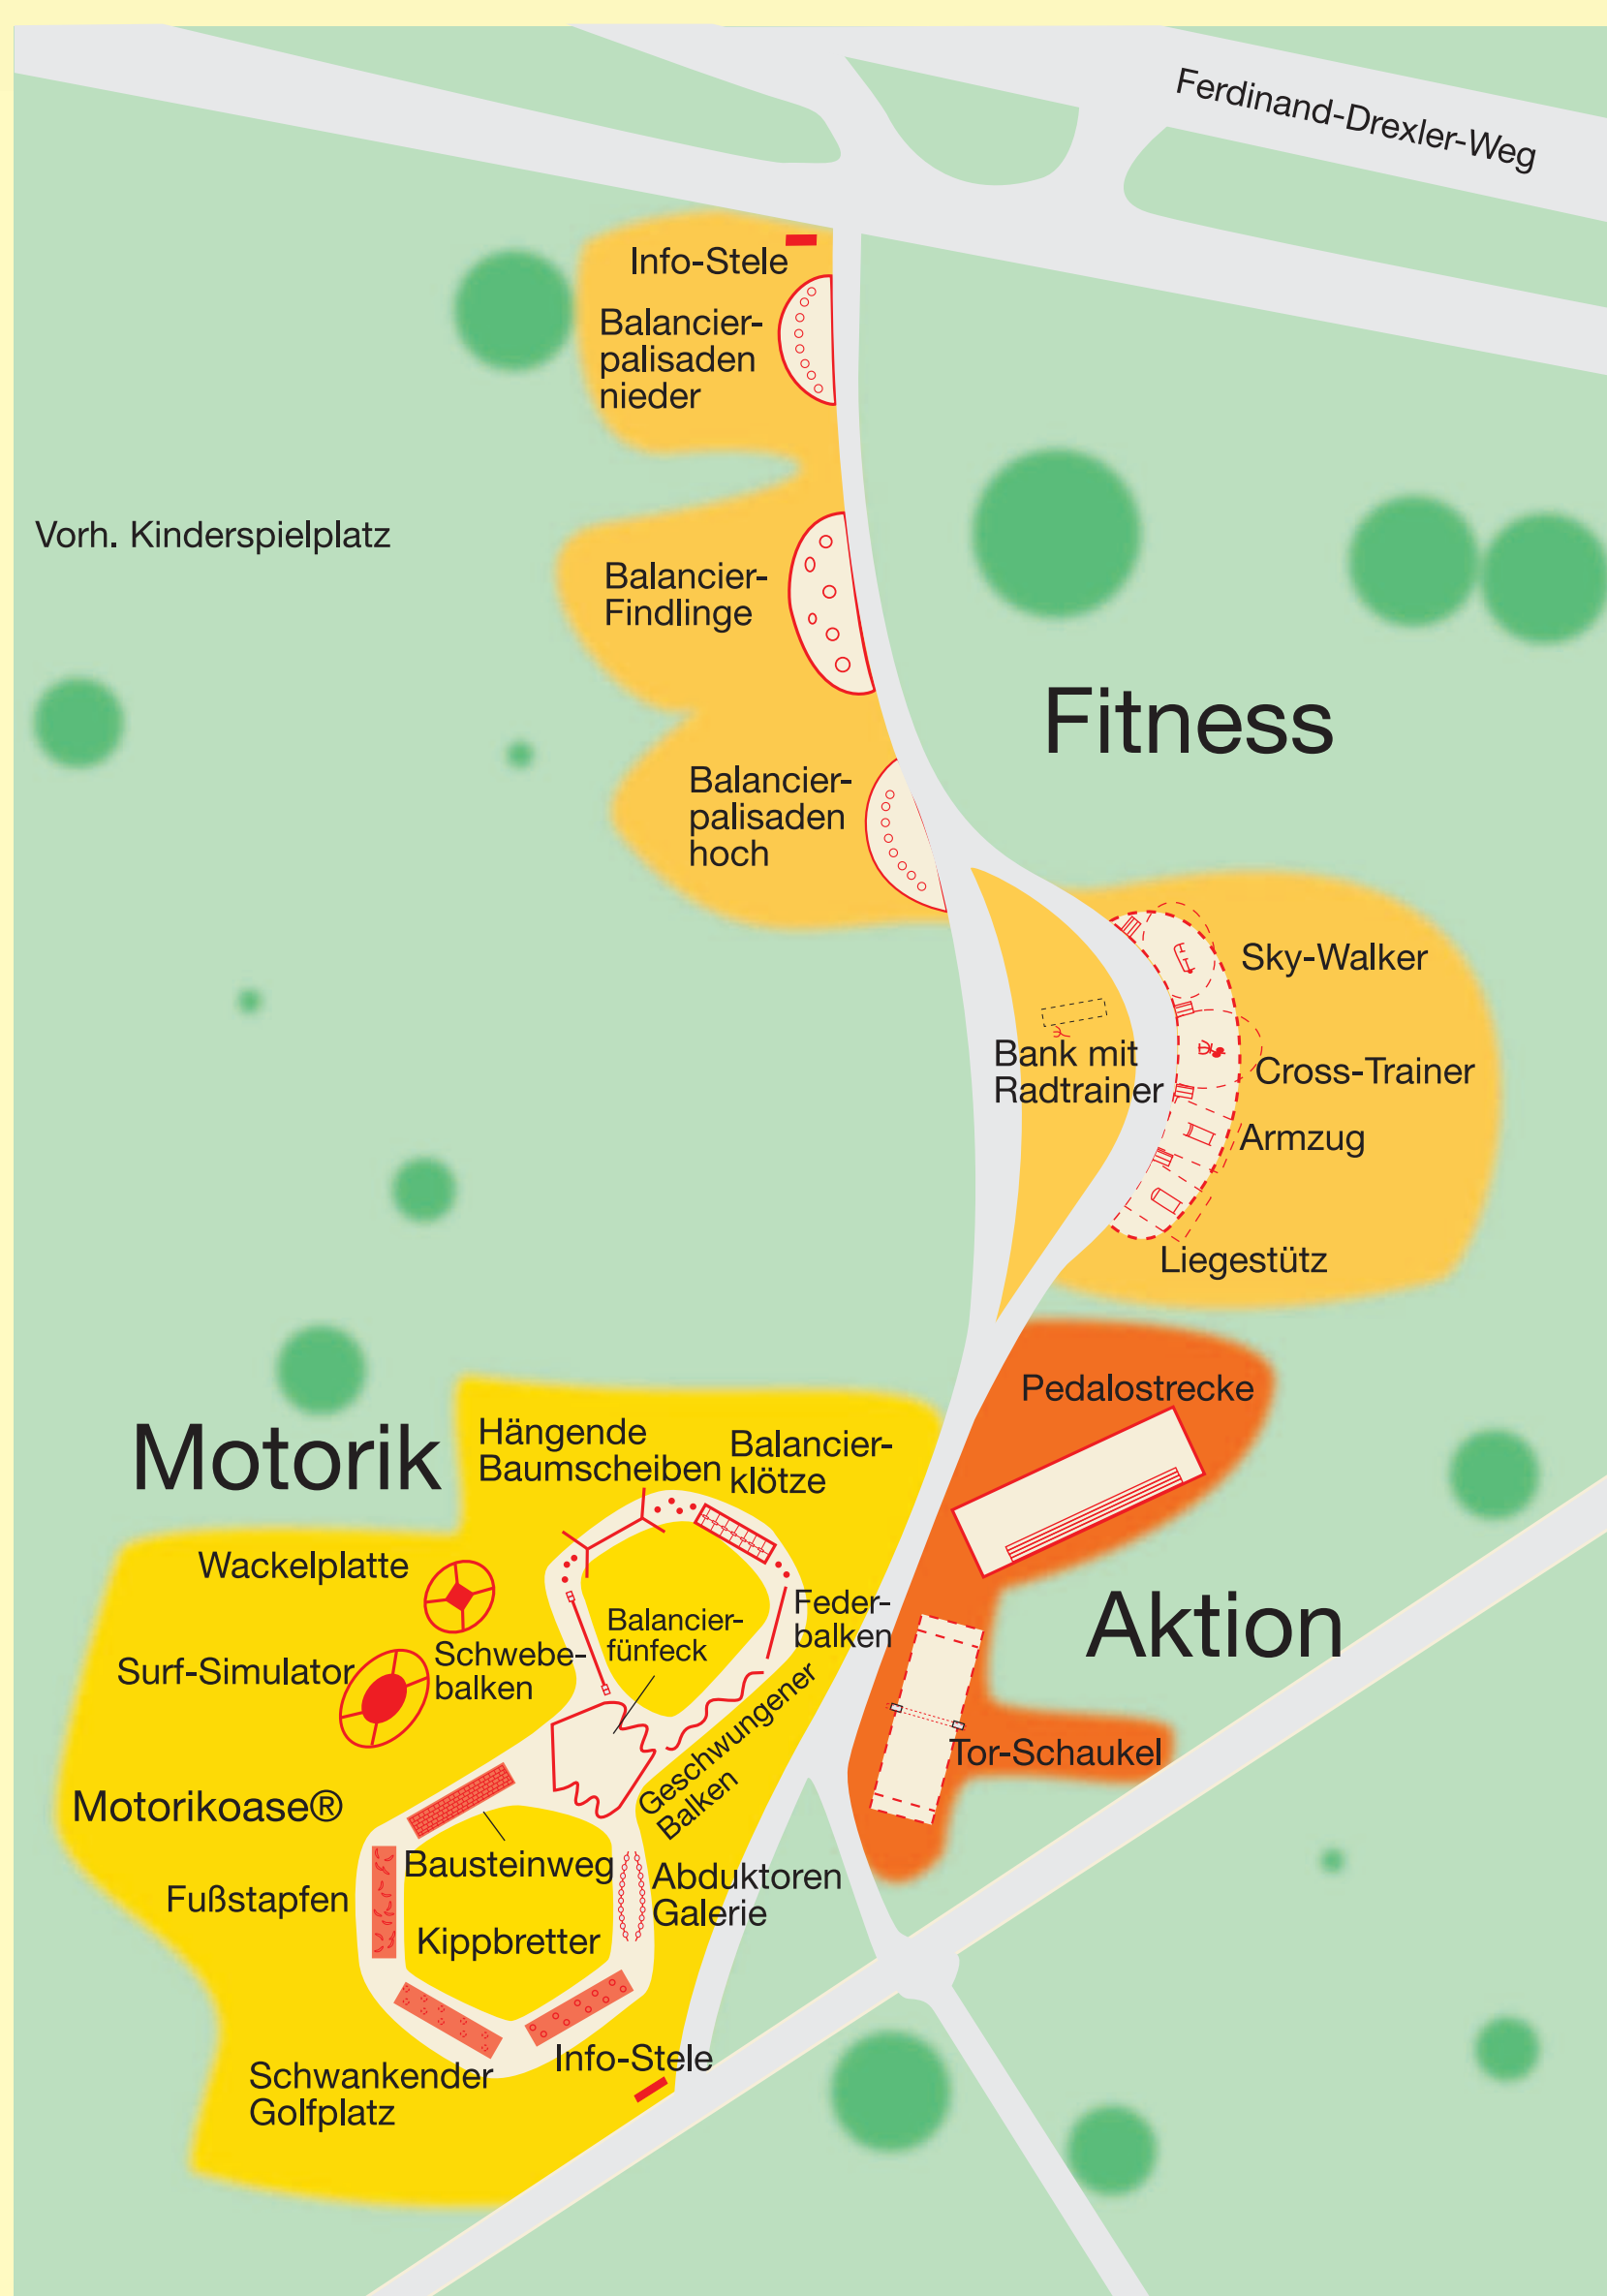 Ferdinand-Drexler-Weg
Info-Stele
Balancier-
palisaden
nieder
Vorh. Kinderspielplatz
Balancier-
Findlinge
Fitness
Balancier-
palisaden
hoch
Sky-Walker
Bank mit
Radtrainer
Cross-Trainer
Armzug
Liegestütz
Pedalostrecke
Motorik
Hängende
Baumscheiben
Balancier-
klötze
Wackelplatte
Feder-
balken
Balancier-
fünfeck
Aktion
Schwebe-
balken
Surf-Simulator
Geschwungener
Balken
Tor-Schaukel
Motorikoase®
Bausteinweg
Abduktoren
Galerie
Fußstapfen
Kippbretter
Info-Stele
Schwankender
Golfplatz